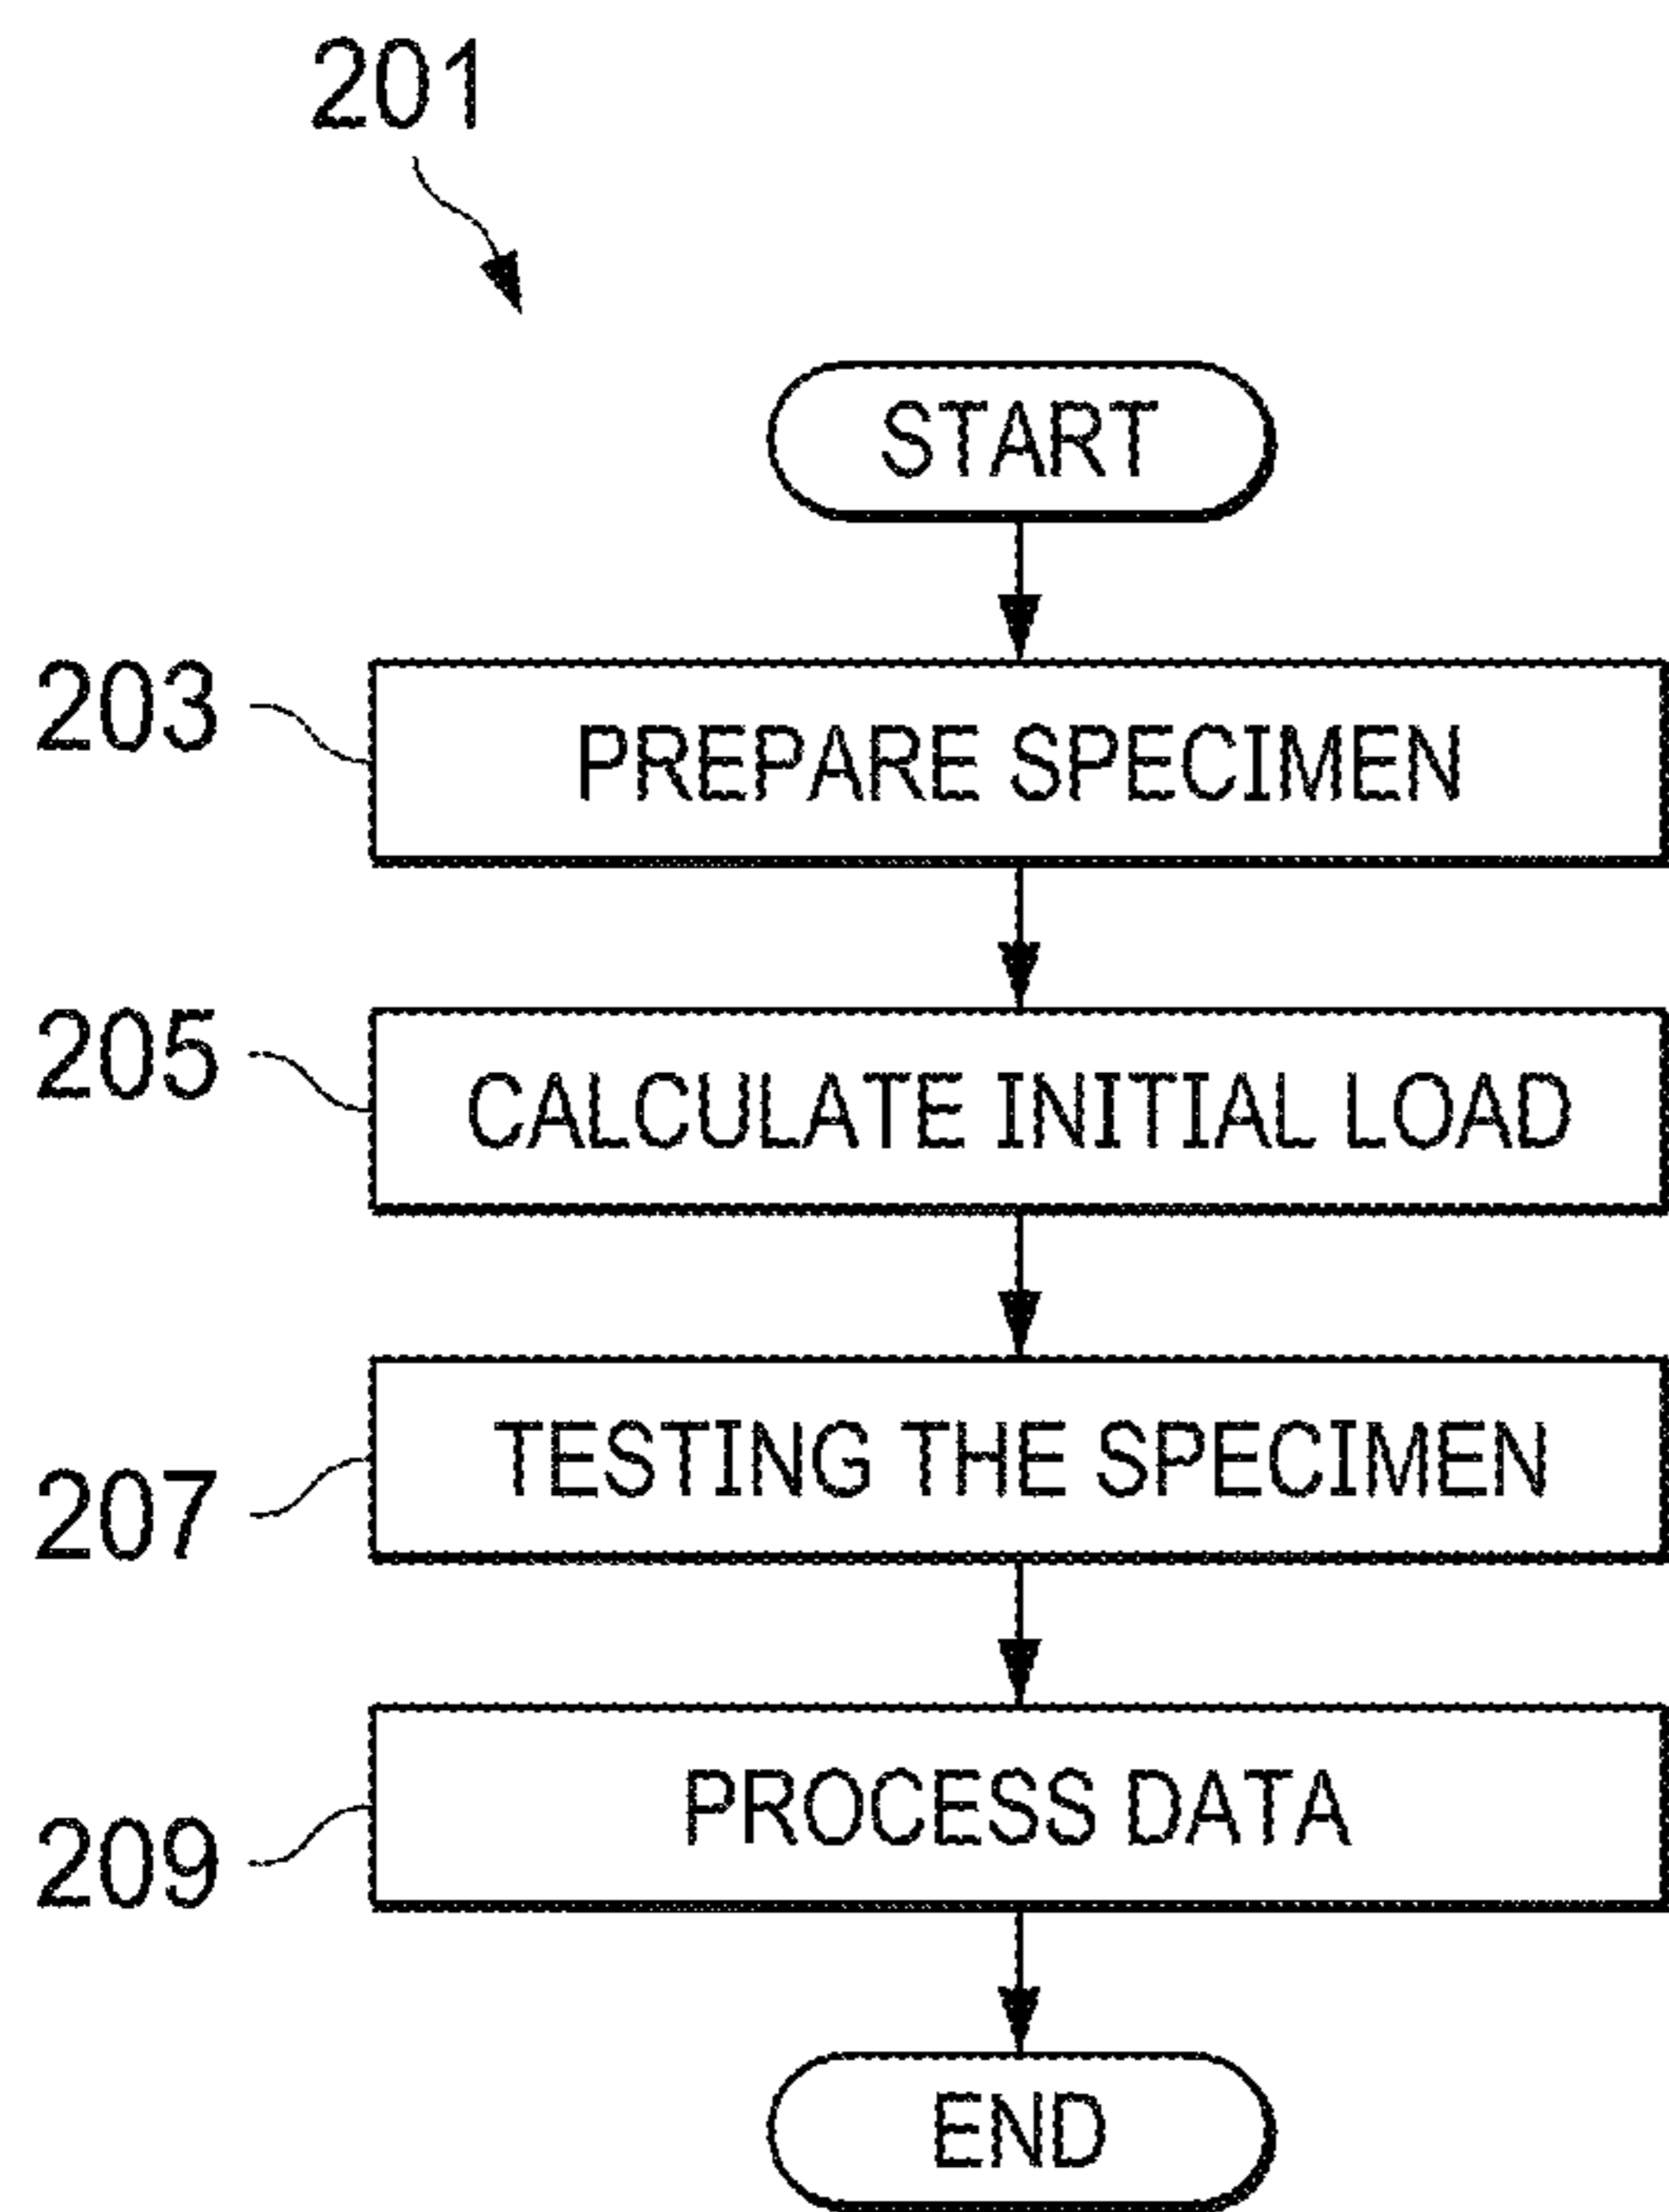 201
START
203
PREPARE SPECIMEN
205
CALCULATE INITIAL LOAD
207
TESTING THE SPECIMEN
209
PROCESS DATA
END